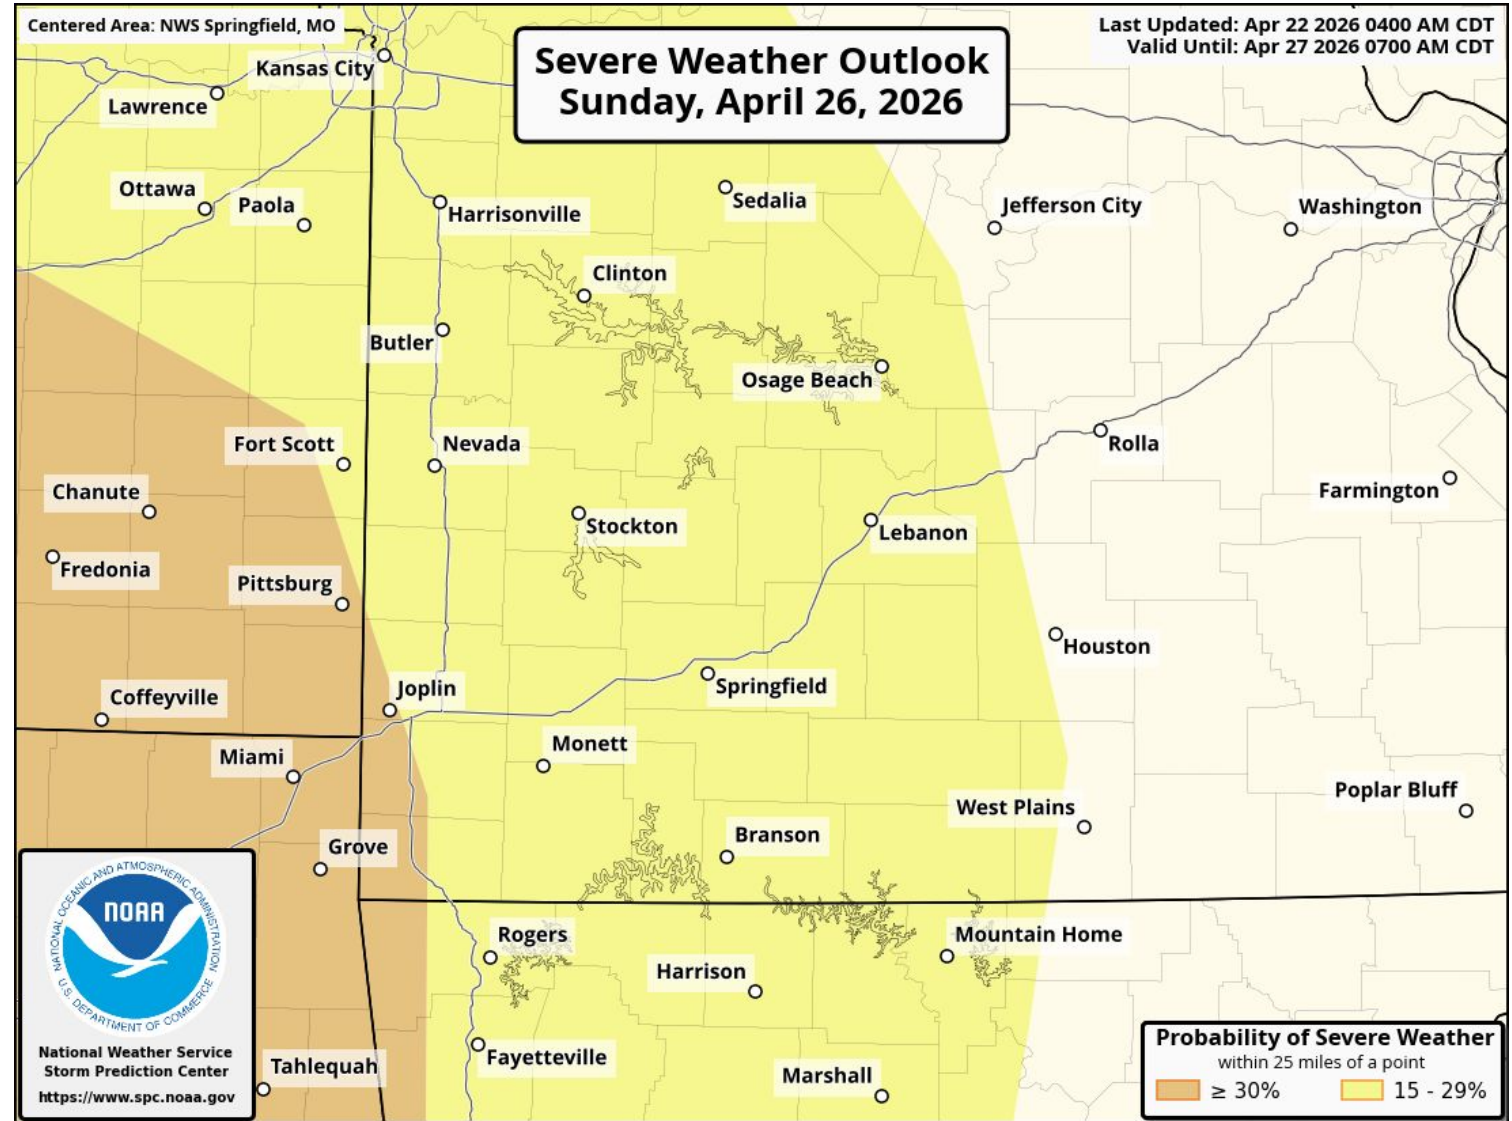 Centered Area: NWS Springfield, MO
Severe Weather Outlook
Sunday, April 26, 2026
Last Updated: Apr 22 2026 0400 AM CDT
Valid Until: Apr 27 2026 0700 AM CDT
Kansas City
Lawrence
Ottawa
Paola
Harrisonville
Sedalia
Jefferson City
Washington
Clinton
Butler
Osage Beach
Fort Scott
Nevada
Rolla
Chanute
Farmington
Stockton
Lebanon
Fredonia
Pittsburg
Houston
Coffeyville
Joplin
Springfield
Miami
Monett
Poplar Bluff
West Plains
Branson
Grove
Rogers
Mountain Home
Harrison
Fayetteville
Tahlequah
Marshall
NATIONAL OCEANIC AND ATMOSPHERIC ADMINISTRATION
NOAA
U.S. DEPARTMENT OF COMMERCE
National Weather Service
Storm Prediction Center
https://www.spc.noaa.gov
Probability of Severe Weather
within 25 miles of a point
≥ 30%
15 - 29%